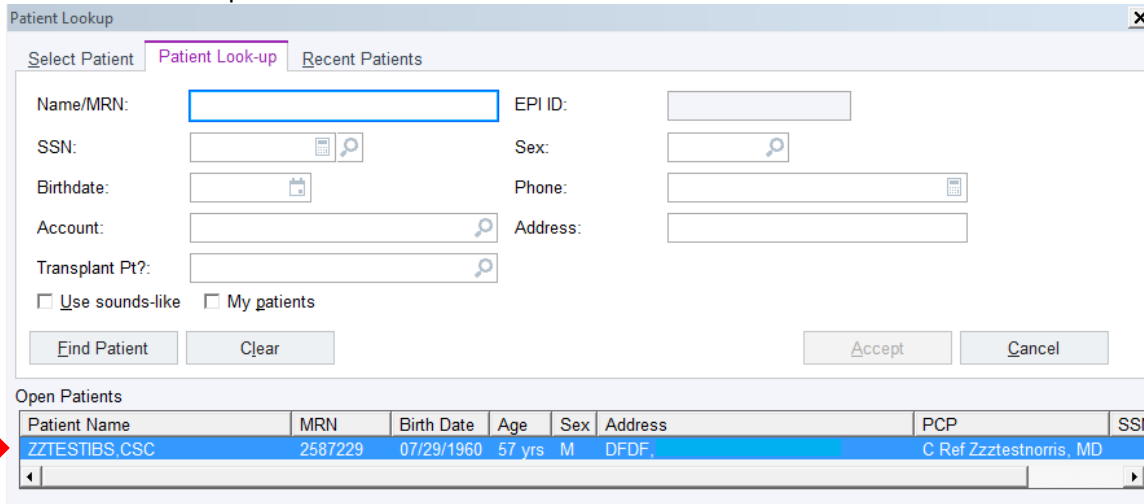 Patient Lookup
Select Patient Patient Look-up Recent Patients
Name/MRN: EPI ID:
SSN: Sex:
Birthdate: Phone:
Account: Address:
Transplant Pt?:
Use sounds-like My patients
Find Patient Clear Accept Cancel
Open Patients
Patient Name MRN Birth Date Age Sex Address PCP
ZZTESTIBS,CSC 2587229 07/29/1960 57 yrs M DFDF, C Ref Zzztestnorris, MD